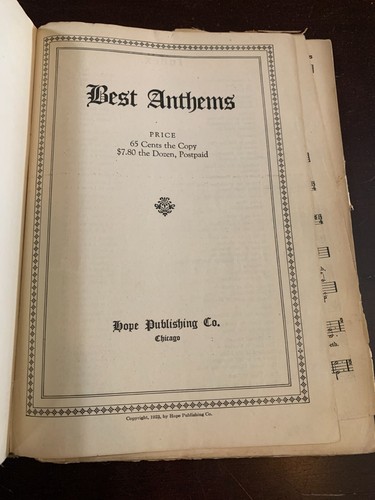 Best Anthems
PRICE
65 Cents the Copy
$7.80 the Dozen, Postpaid
Hope Publishing Co.
Chicago
Copyright, by Hope Publishing Co.